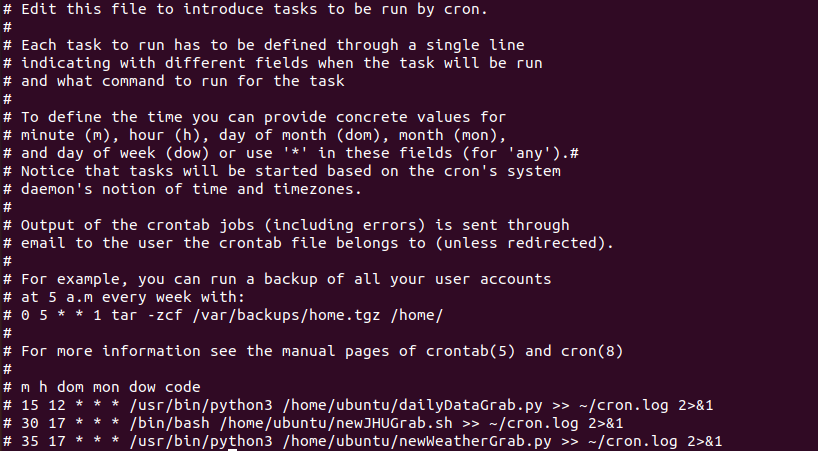 # Edit this file to introduce tasks to be run by cron.
#
# Each task to run has to be defined through a single line
# indicating with different fields when the task will be run
# and what command to run for the task
#
# To define the time you can provide concrete values for
# minute (m), hour (h), day of month (dom), month (mon),
# and day of week (dow) or use '*' in these fields (for 'any').#
# Notice that tasks will be started based on the cron's system
# daemon's notion of time and timezones.
#
# Output of the crontab jobs (including errors) is sent through
# email to the user the crontab file belongs to (unless redirected).
#
# For example, you can run a backup of all your user accounts
# at 5 a.m every week with:
# 0 5 * * 1 tar -zcf /var/backups/home.tgz /home/
#
# For more information see the manual pages of crontab(5) and cron(8)
#
# m h dom mon dow code
# 15 12 * * * /usr/bin/python3 /home/ubuntu/dailyDataGrab.py >> ~/cron.log 2>&1
# 30 17 * * * /bin/bash /home/ubuntu/newJHUGrab.sh >> ~/cron.log 2>&1
# 35 17 * * * /usr/bin/python3 /home/ubuntu/newWeatherGrab.py >> ~/cron.log 2>&1